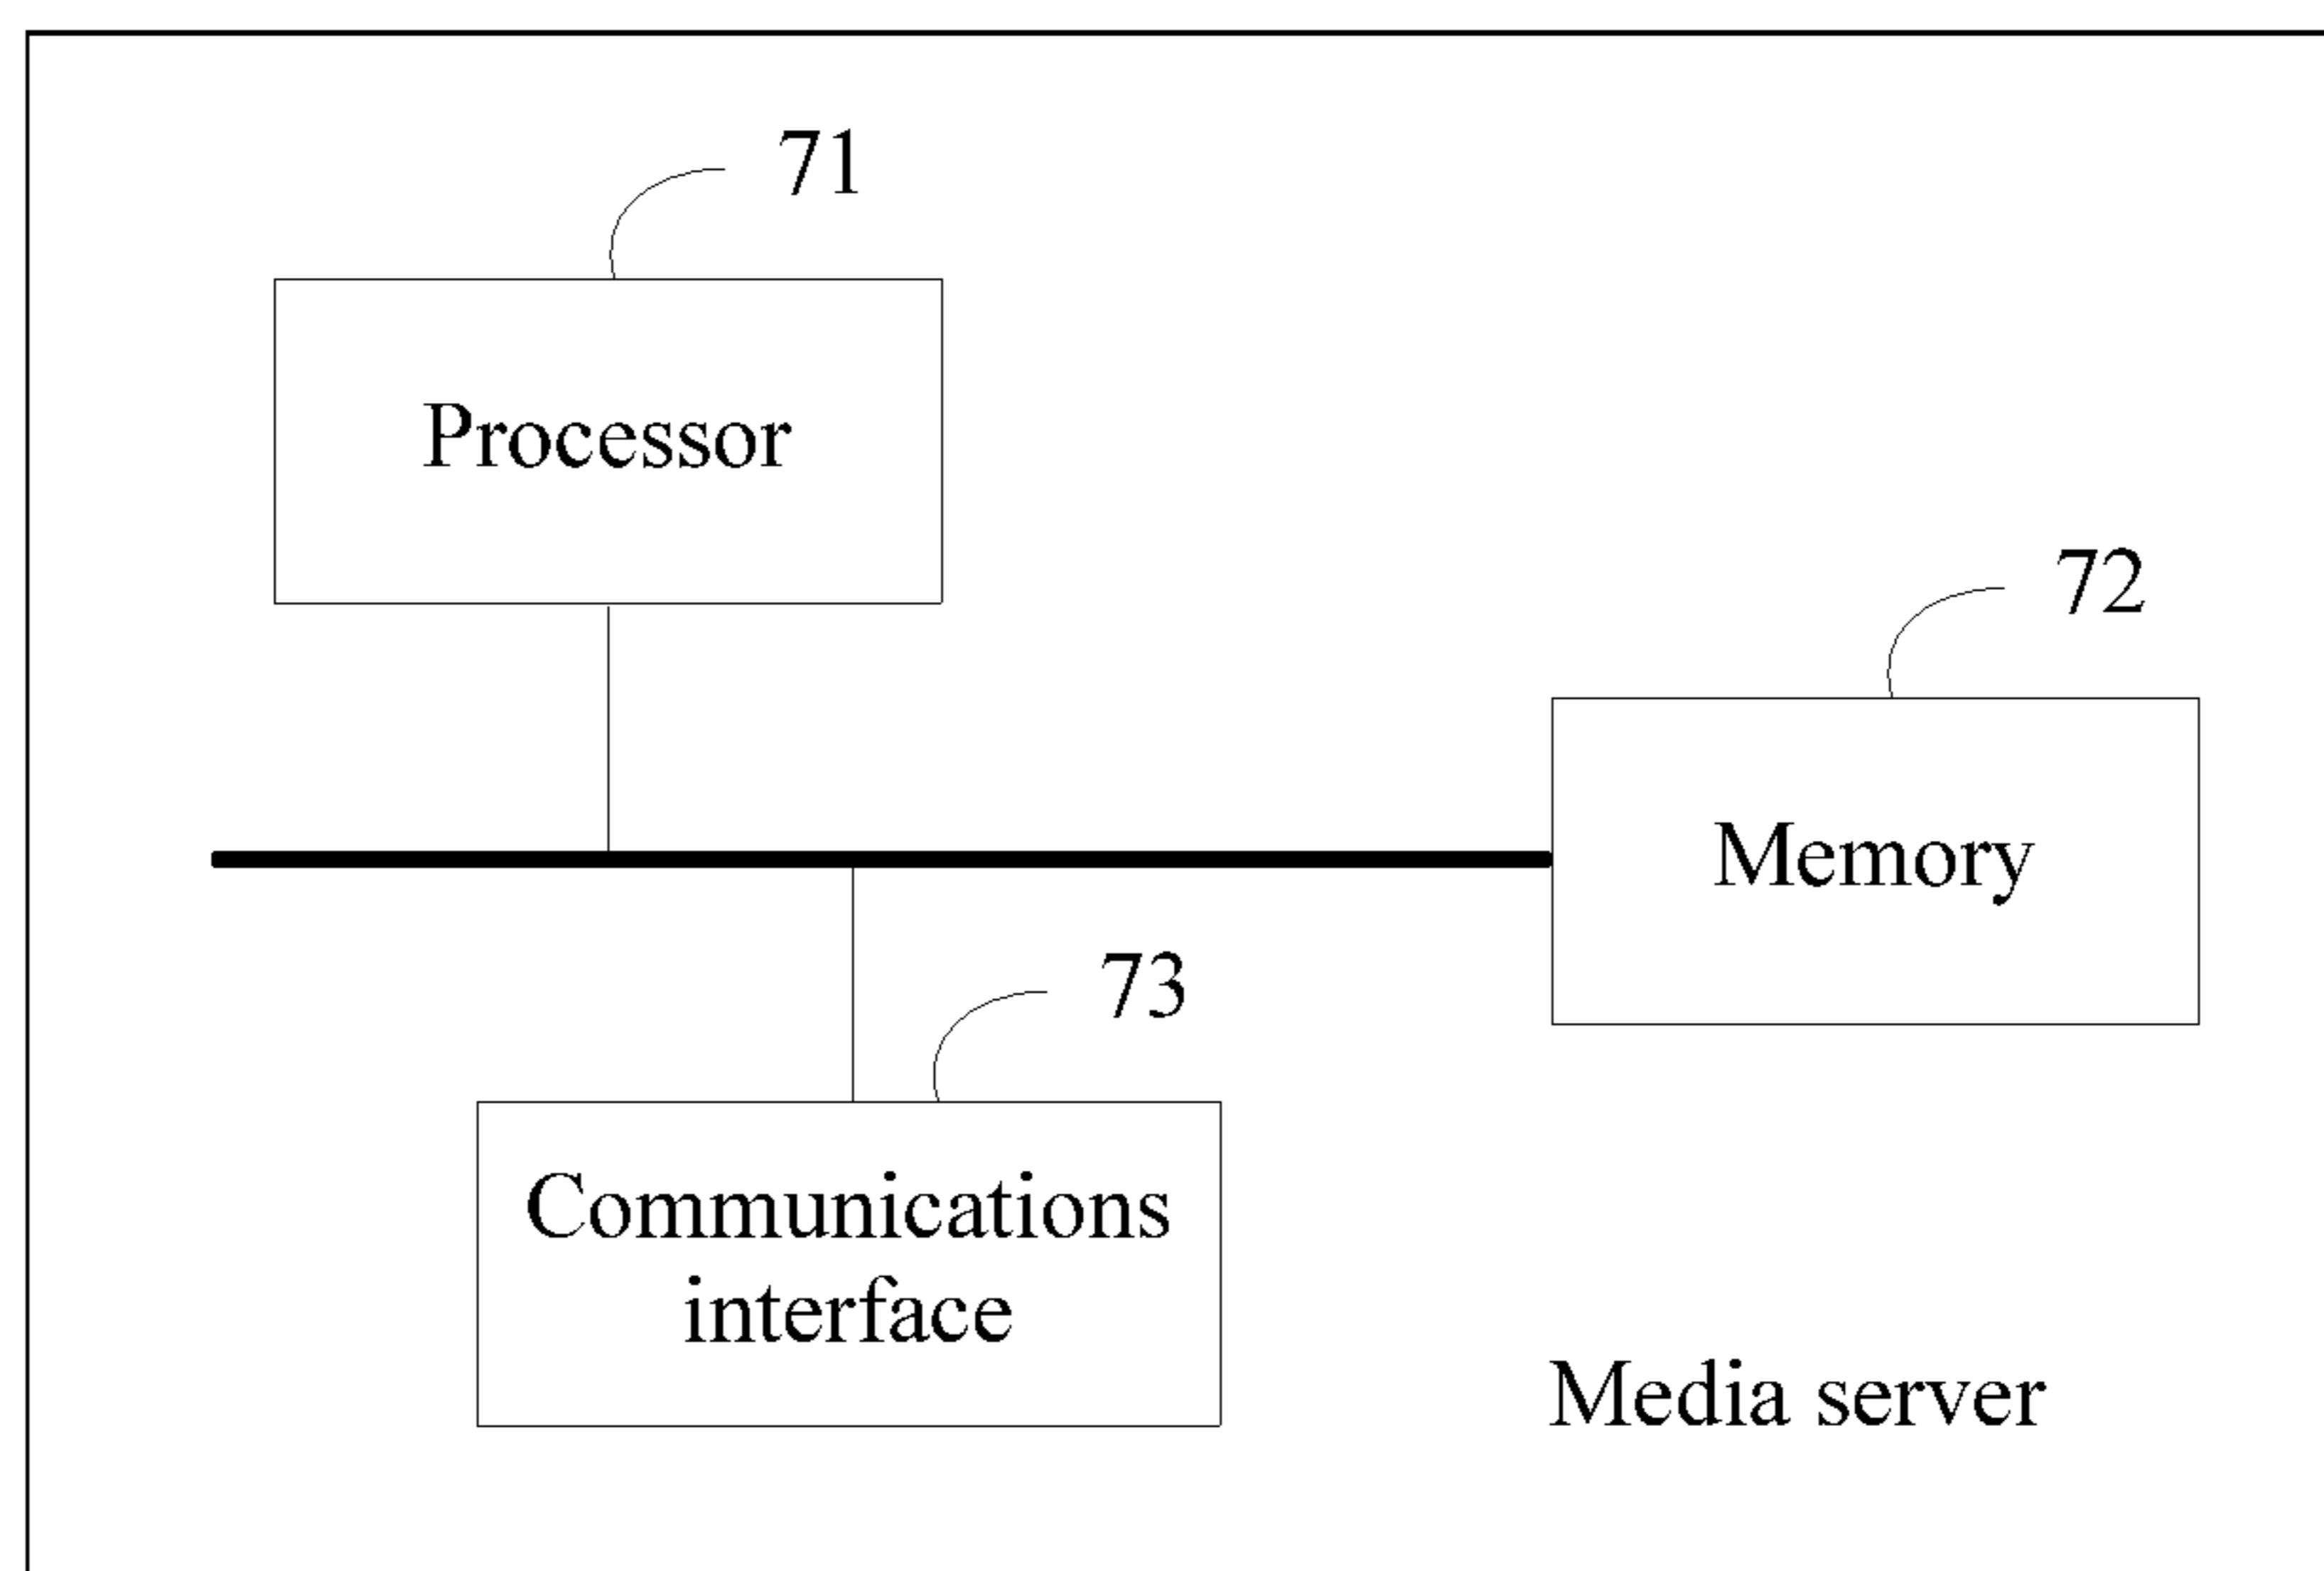 71
Processor
72
Memory
73
Communications
interface
Media server